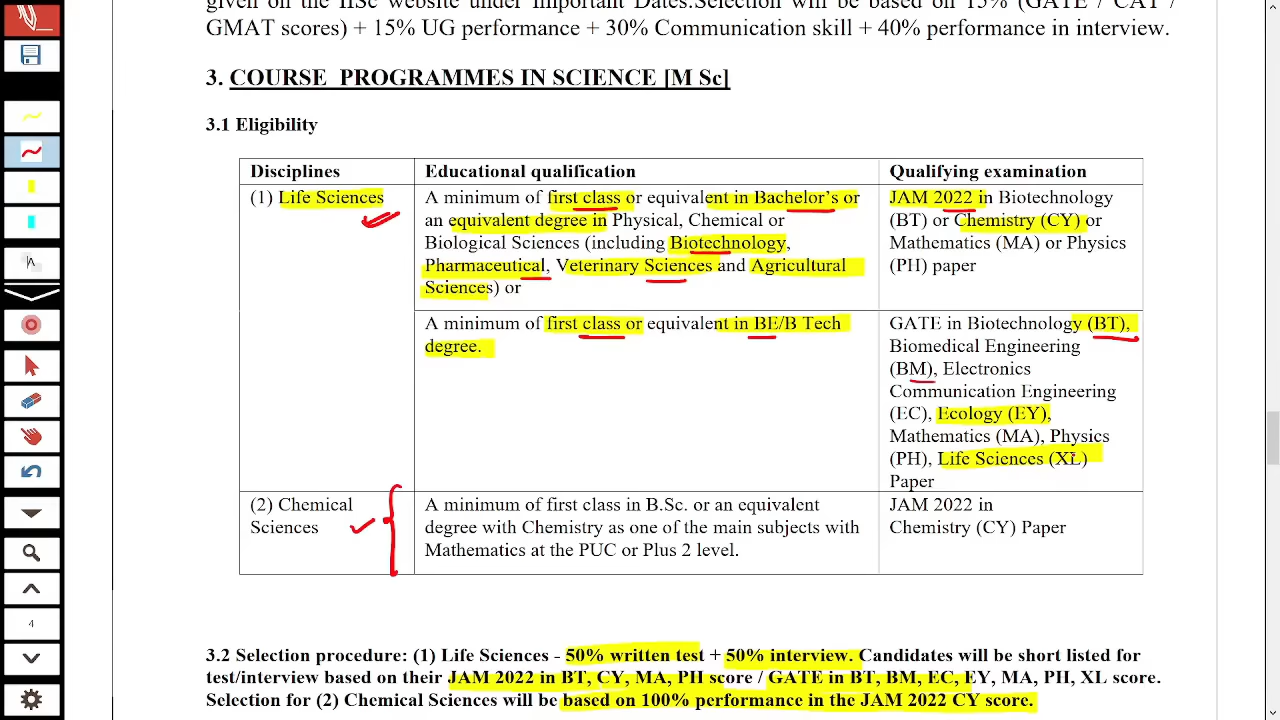 given on the IISc website under Important Dates.Selection will be based on 15% (GATE / CAT /
GMAT scores) + 15% UG performance + 30% Communication skill + 40% performance in interview.
3. COURSE PROGRAMMES IN SCIENCE [M Sc]
3.1 Eligibility
Disciplines
Educational qualification
Qualifying examination
(1) Life Sciences
A minimum of first class or equivalent in Bachelor's or
an equivalent degree in Physical, Chemical or
Biological Sciences (including Biotechnology,
Pharmaceutical, Veterinary Sciences and Agricultural
Sciences) or
JAM 2022 in Biotechnology
(BT) or Chemistry (CY) or
Mathematics (MA) or Physics
(PH) paper
A minimum of first class or equivalent in BE/B Tech
degree.
GATE in Biotechnology (BT),
Biomedical Engineering
(BM), Electronics
Communication Engineering
(EC), Ecology (EY),
Mathematics (MA), Physics
(PH), Life Sciences (XL)
Paper
(2) Chemical
Sciences
A minimum of first class in B.Sc. or an equivalent
degree with Chemistry as one of the main subjects with
Mathematics at the PUC or Plus 2 level.
JAM 2022 in
Chemistry (CY) Paper
3.2 Selection procedure: (1) Life Sciences - 50% written test + 50% interview. Candidates will be short listed for
test/interview based on their JAM 2022 in BT, CY, MA, PH score / GATE in BT, BM, EC, EY, MA, PH, XL score.
Selection for (2) Chemical Sciences will be based on 100% performance in the JAM 2022 CY score.
4